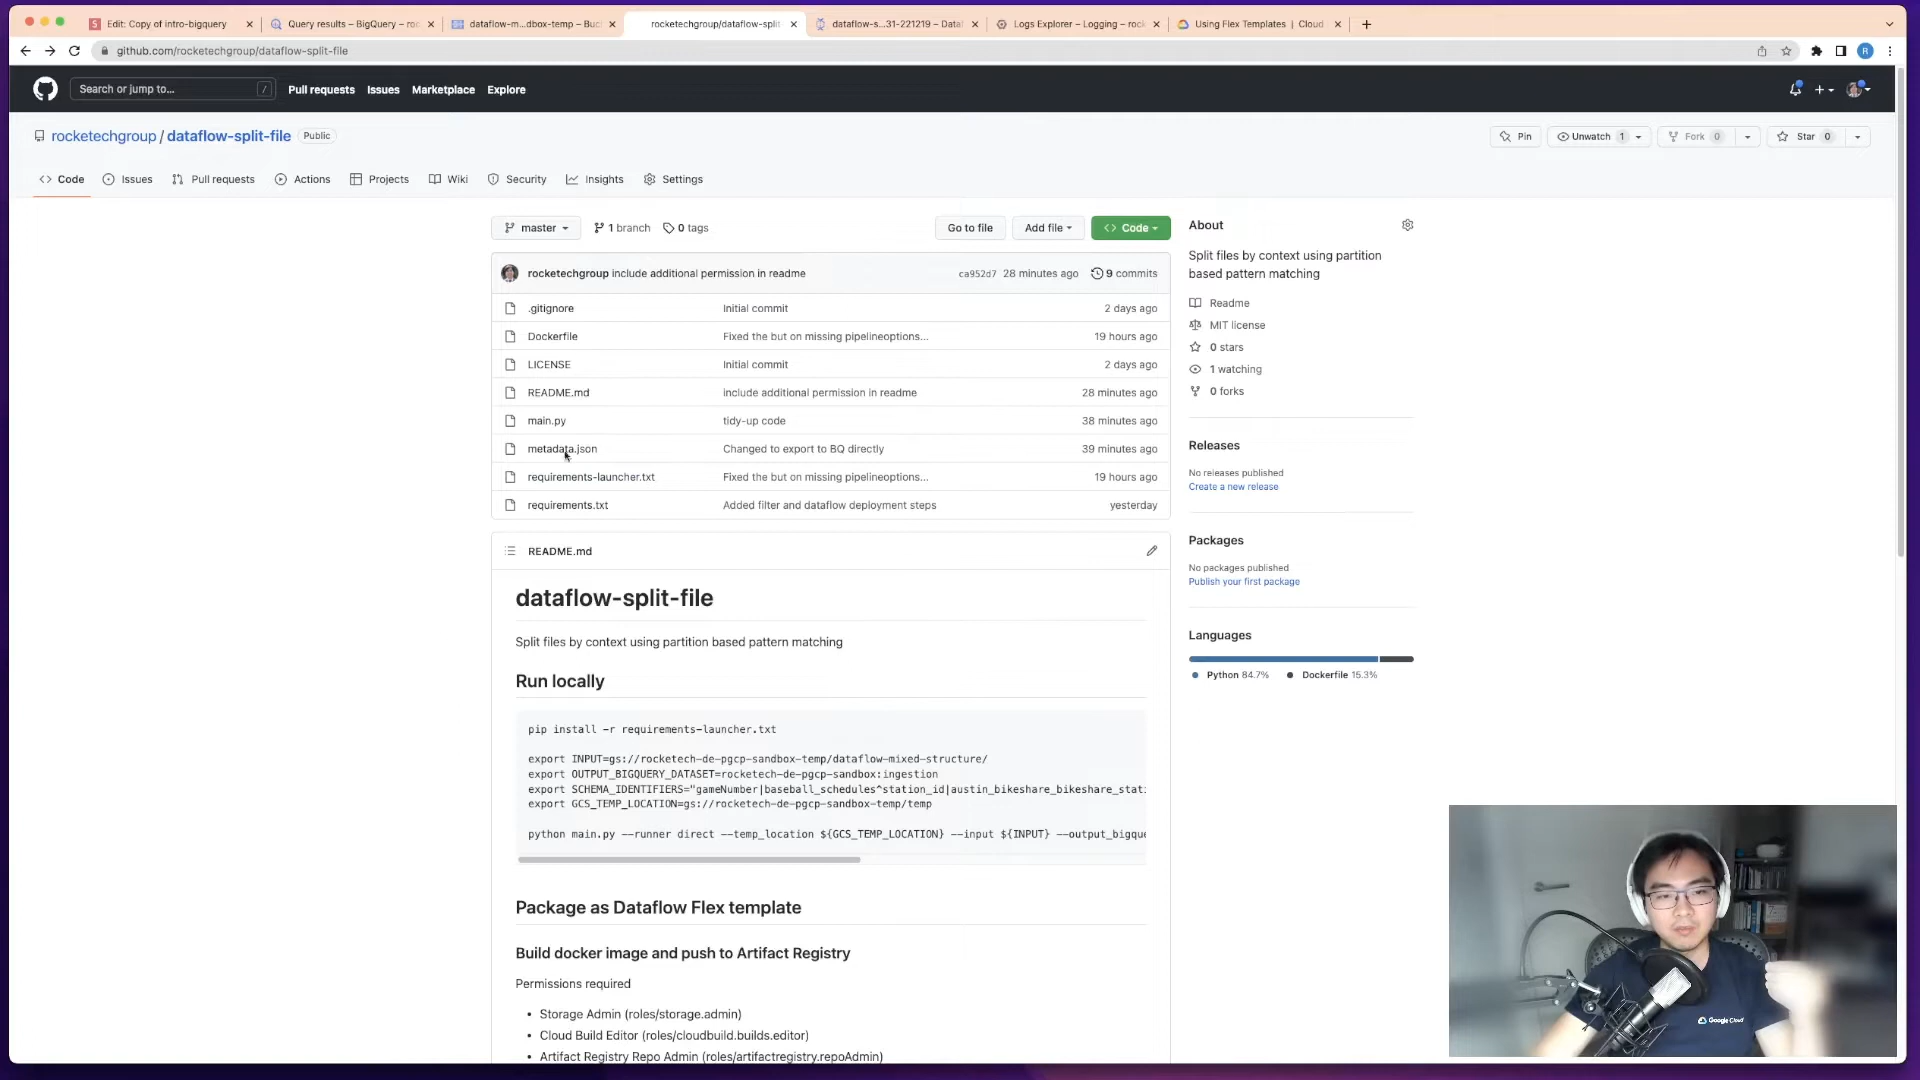 Edit: Copy of intro-bigquery
Query results – BigQuery – roc
dataflow-m...dbox-temp – Buc
rocketechgroup/dataflow-split
dataflow-s...31-221219 – Dataf
Logs Explorer – Logging – rock
Using Flex Templates | Cloud
github.com/rocketechgroup/dataflow-split-file
R
Search or jump to... /
Pull requests Issues Marketplace Explore
rocketechgroup / dataflow-split-file Public
Pin Unwatch 1 Fork 0 Star 0
Code Issues Pull requests Actions Projects Wiki Security Insights Settings
master 1 branch 0 tags Go to file Add file Code
rocketechgroup include additional permission in readme ca952d7 28 minutes ago 9 commits
.gitignore Initial commit 2 days ago
Dockerfile Fixed the but on missing pipelineoptions... 19 hours ago
LICENSE Initial commit 2 days ago
README.md include additional permission in readme 28 minutes ago
main.py tidy-up code 38 minutes ago
metadata.json Changed to export to BQ directly 39 minutes ago
requirements-launcher.txt Fixed the but on missing pipelineoptions... 19 hours ago
requirements.txt Added filter and dataflow deployment steps yesterday
README.md
dataflow-split-file
Split files by context using partition based pattern matching
Run locally
pip install -r requirements-launcher.txt
export INPUT=gs://rocketech-de-pgcp-sandbox-temp/dataflow-mixed-structure/
export OUTPUT_BIGQUERY_DATASET=rocketech-de-pgcp-sandbox:ingestion
export SCHEMA_IDENTIFIERS="gameNumber|baseball_schedules^station_id|austin_bikeshare_bikeshare_stati
export GCS_TEMP_LOCATION=gs://rocketech-de-pgcp-sandbox-temp/temp
python main.py --runner direct --temp_location ${GCS_TEMP_LOCATION} --input ${INPUT} --output_bigque
Package as Dataflow Flex template
Build docker image and push to Artifact Registry
Permissions required
• Storage Admin (roles/storage.admin)
• Cloud Build Editor (roles/cloudbuild.builds.editor)
• Artifact Registry Repo Admin (roles/artifactregistry.repoAdmin)
About
Split files by context using partition
based pattern matching
Readme
MIT license
0 stars
1 watching
0 forks
Releases
No releases published
Create a new release
Packages
No packages published
Publish your first package
Languages
Python 84.7% Dockerfile 15.3%
Google Cloud